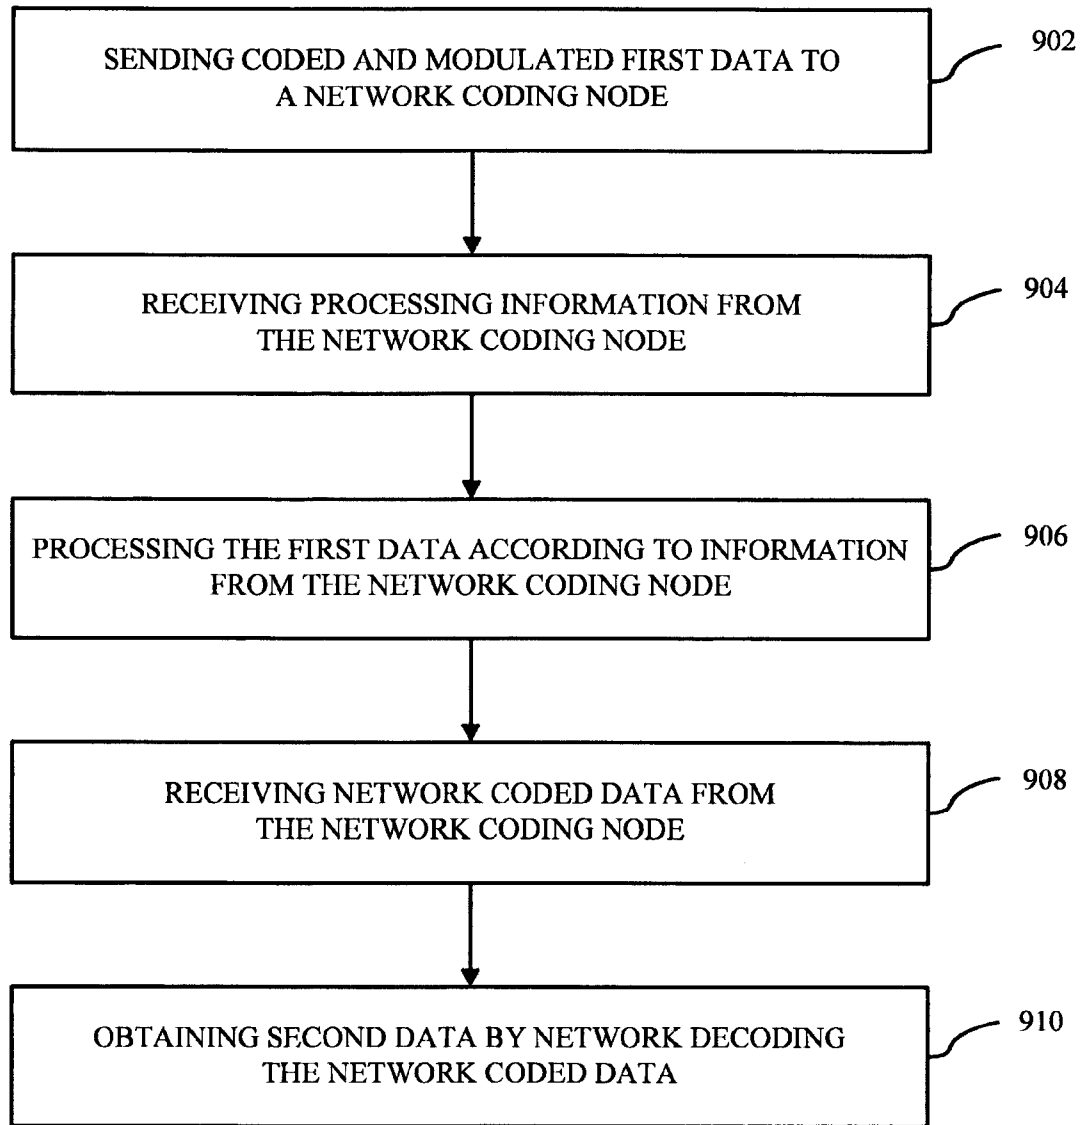 SENDING CODED AND MODULATED FIRST DATA TO
A NETWORK CODING NODE
902
RECEIVING PROCESSING INFORMATION FROM
THE NETWORK CODING NODE
904
PROCESSING THE FIRST DATA ACCORDING TO INFORMATION
FROM THE NETWORK CODING NODE
906
RECEIVING NETWORK CODED DATA FROM
THE NETWORK CODING NODE
908
OBTAINING SECOND DATA BY NETWORK DECODING
THE NETWORK CODED DATA
910